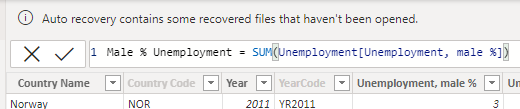 Auto recovery contains some recovered files that haven't been opened.
1 Male % Unemployment = SUM(Unemployment[Unemployment, male %])
Country Name Country Code Year YearCode Unemployment, male %
Norway NOR 2011 YR2011 3